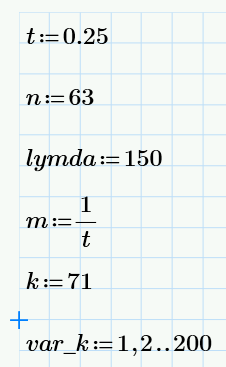 t:=0.25
n:=63
lymda:=150
m:=1/t
k:=71
var_k:=1,2..200